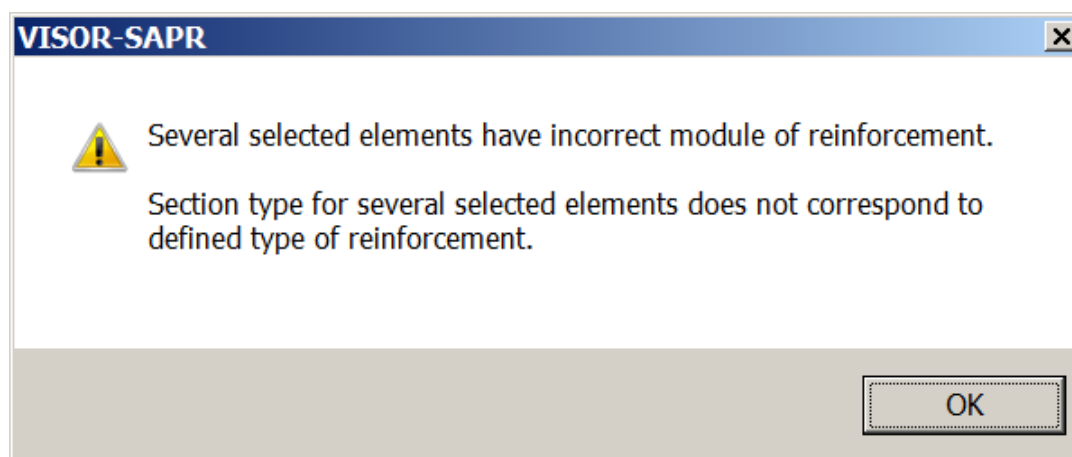 VISOR-SAPR
Several selected elements have incorrect module of reinforcement.
Section type for several selected elements does not correspond to
defined type of reinforcement.
OK